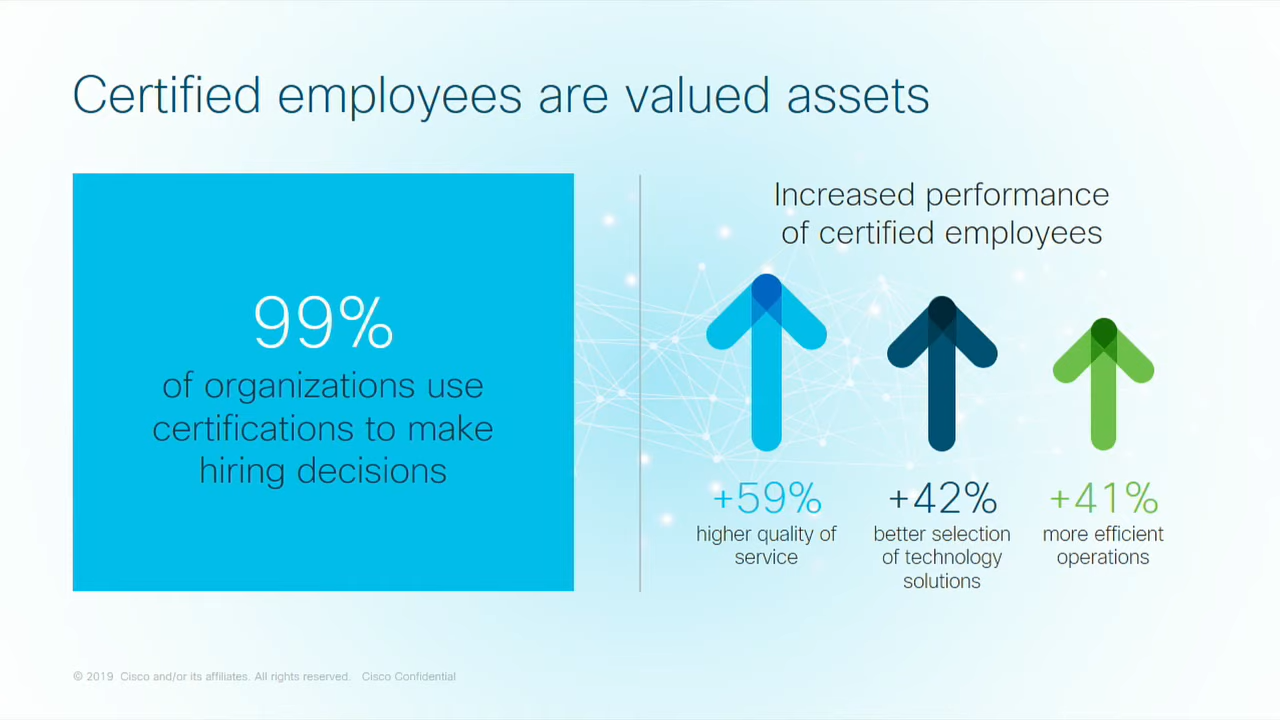 Certified employees are valued assets
99%
of organizations use
certifications to make
hiring decisions
Increased performance
of certified employees
+59%
higher quality of
service
+42%
better selection
of technology
solutions
+41%
more efficient
operations
© 2019 Cisco and/or its affiliates. All rights reserved. Cisco Confidential